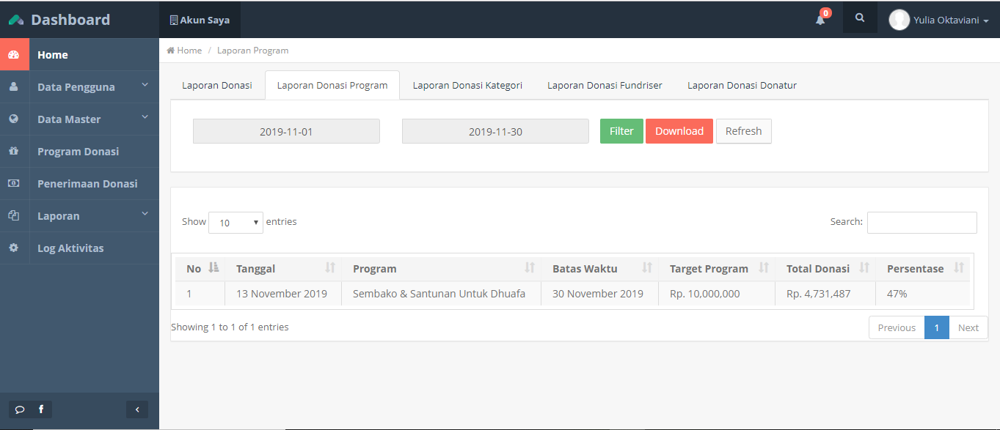 Dashboard
Akun Saya
0
Yulia Oktaviani
Home
Data Pengguna
Data Master
Program Donasi
Penerimaan Donasi
Laporan
Log Aktivitas
Home / Laporan Program
Laporan Donasi Laporan Donasi Program Laporan Donasi Kategori Laporan Donasi Fundriser Laporan Donasi Donatur
2019-11-01 2019-11-30 Filter Download Refresh
Show 10 entries Search:
No Tanggal Program Batas Waktu Target Program Total Donasi Persentase
1 13 November 2019 Sembako & Santunan Untuk Dhuafa 30 November 2019 Rp. 10,000,000 Rp. 4,731,487 47%
Showing 1 to 1 of 1 entries Previous 1 Next